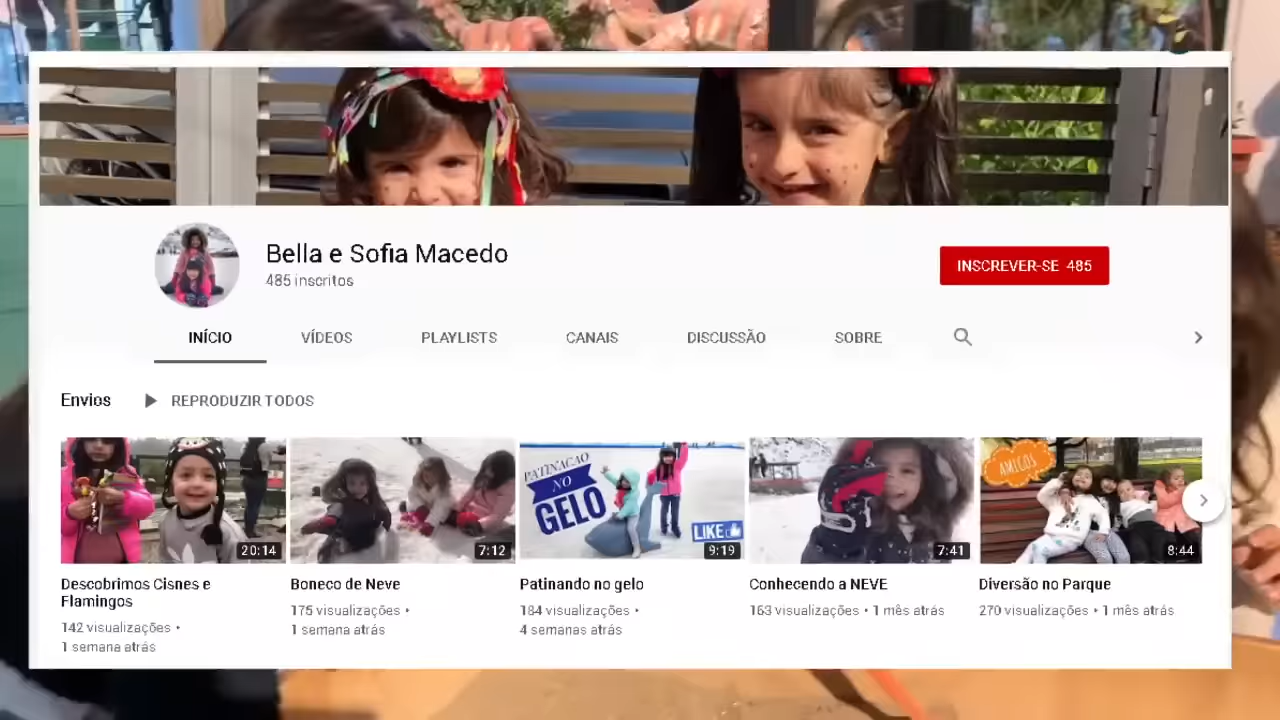 Bella e Sofia Macedo
485 inscritos
INSCREVER-SE 485
INÍCIO VÍDEOS PLAYLISTS CANAIS DISCUSSÃO SOBRE
Envios REPRODUZIR TODOS
20:14
7:12
PATINAÇAO
NO
GELO
LIKE
9:19
7:41
AMIGOS
8:44
Descobrimos Cisnes e
Flamingos
142 visualizações •
1 semana atrás
Boneco de Neve
175 visualizações •
1 semana atrás
Patinando no gelo
184 visualizações •
4 semanas atrás
Conhecendo a NEVE
163 visualizações • 1 mês atrás
Diversão no Parque
270 visualizações • 1 mês atrás